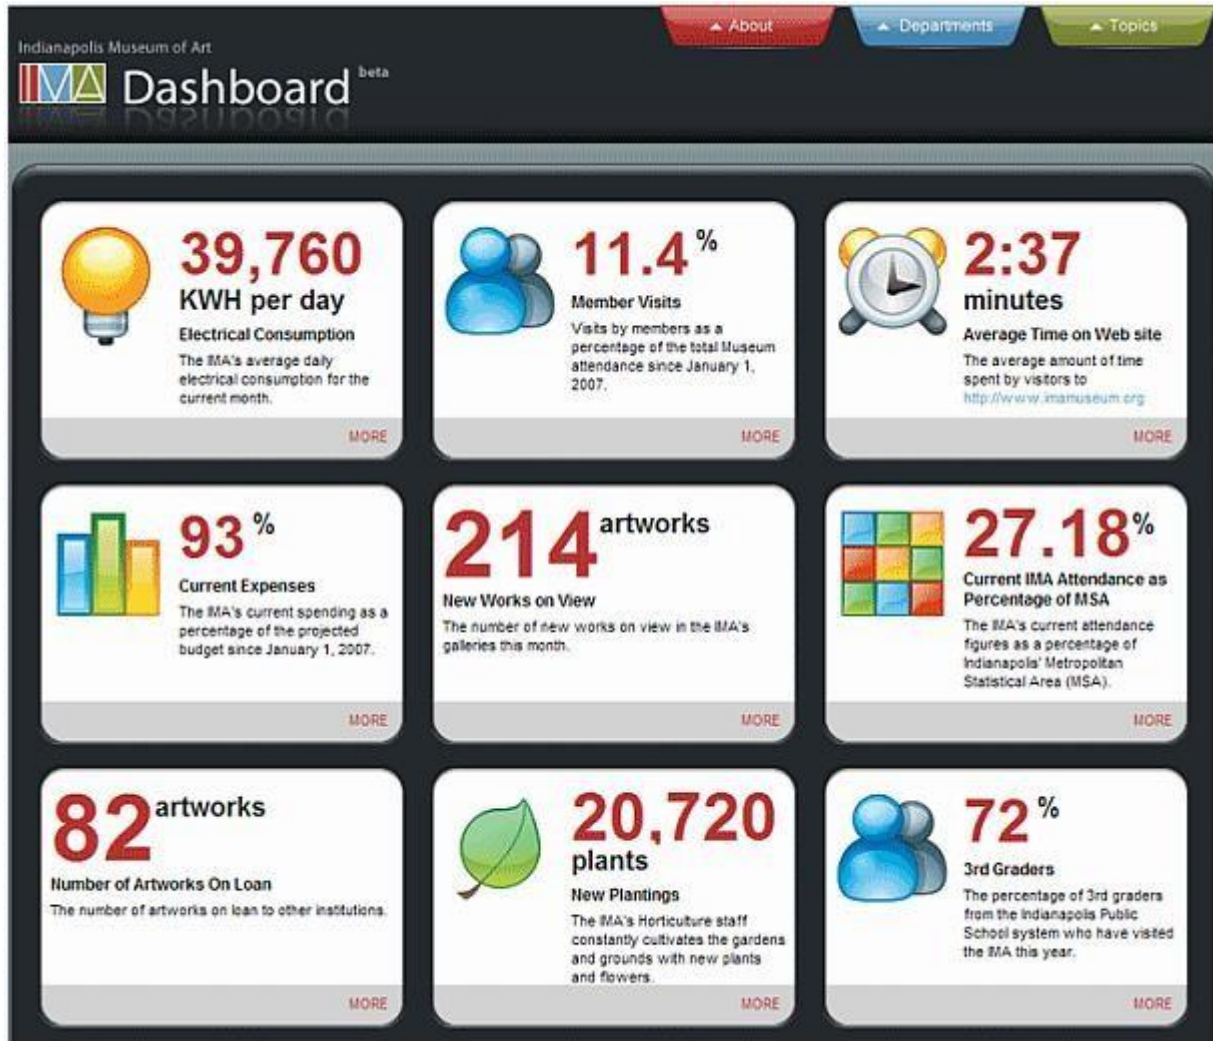 About
Departments
Topics
Indianapolis Museum of Art
IMA Dashboard beta
39,760
KWH per day
Electrical Consumption
The IMA's average daily
electrical consumption for the
current month.
MORE
11.4%
Member Visits
Visits by members as a
percentage of the total Museum
attendance since January 1,
2007.
MORE
2:37
minutes
Average Time on Web site
The average amount of time
spent by visitors to
http://www.imamuseum.org
MORE
93%
Current Expenses
The IMA's current spending as a
percentage of the projected
budget since January 1, 2007.
MORE
214 artworks
New Works on View
The number of new works on view in the IMA's
galleries this month.
MORE
27.18%
Current IMA Attendance as
Percentage of MSA
The IMA's current attendance
figures as a percentage of
Indianapolis' Metropolitan
Statistical Area (MSA).
MORE
82 artworks
Number of Artworks On Loan
The number of artworks on loan to other institutions.
MORE
20,720
plants
New Plantings
The IMA's Horticulture staff
constantly cultivates the gardens
and grounds with new plants
and flowers.
MORE
72%
3rd Graders
The percentage of 3rd graders
from the Indianapolis Public
School system who have visited
the IMA this year.
MORE